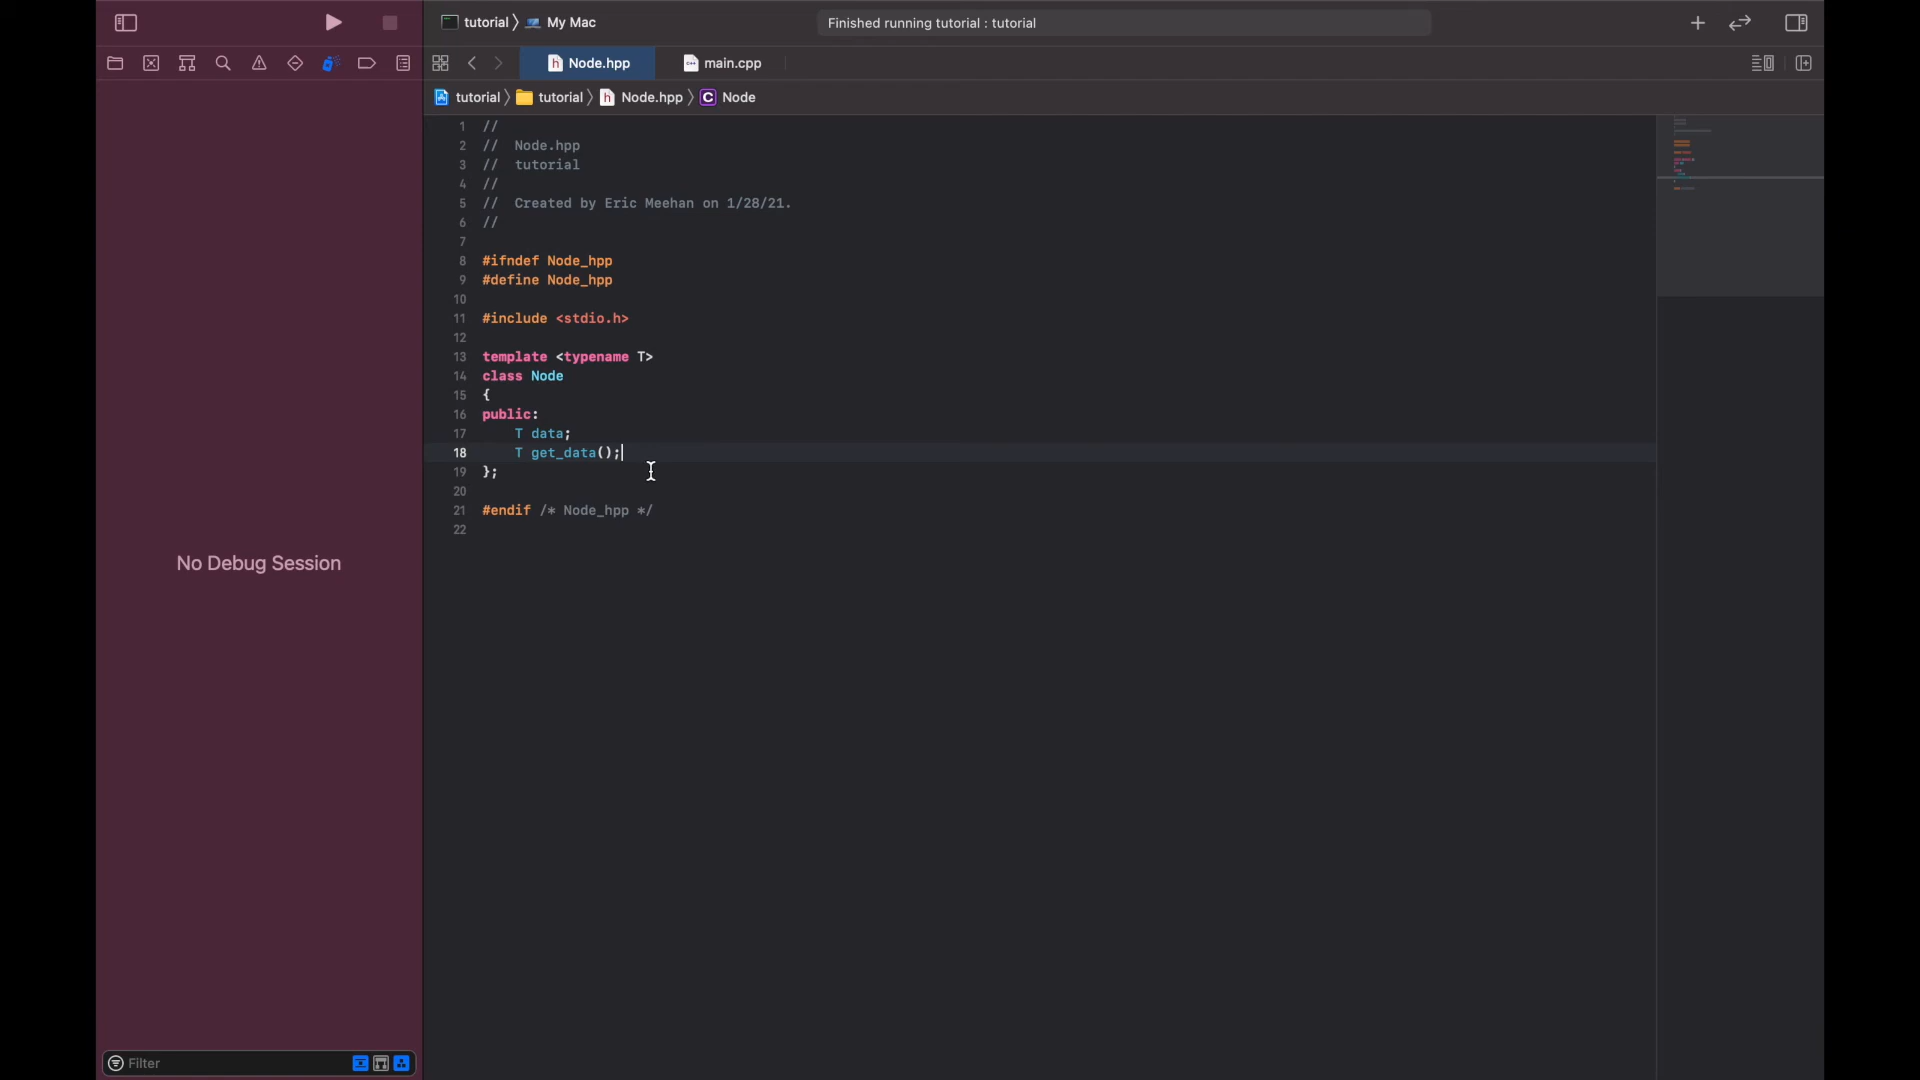 tutorial 〉 My Mac
Finished running tutorial : tutorial
Node.hpp
main.cpp
tutorial 〉 tutorial 〉 Node.hpp 〉 C Node
1 //
2 //  Node.hpp
3 //  tutorial
4 //
5 //  Created by Eric Meehan on 1/28/21.
6 //
7
8 #ifndef Node_hpp
9 #define Node_hpp
10
11 #include <stdio.h>
12
13 template <typename T>
14 class Node
15 {
16 public:
17     T data;
18     T get_data();
19 };
20
21 #endif /* Node_hpp */
22
No Debug Session
Filter